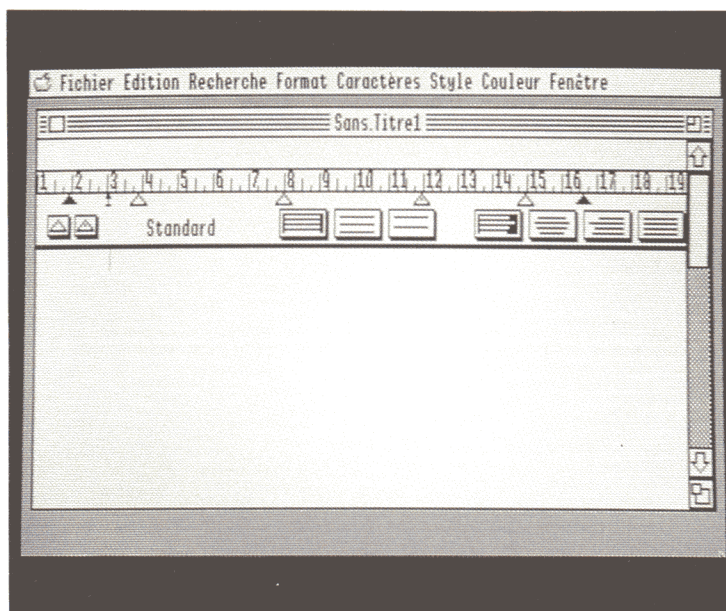 Fichier Edition Recherche Format Caractères Style Couleur Fenêtre
Sans.Titre1
1 2 3 4 5 6 7 8 9 10 11 12 13 14 15 16 17 18 19
Standard